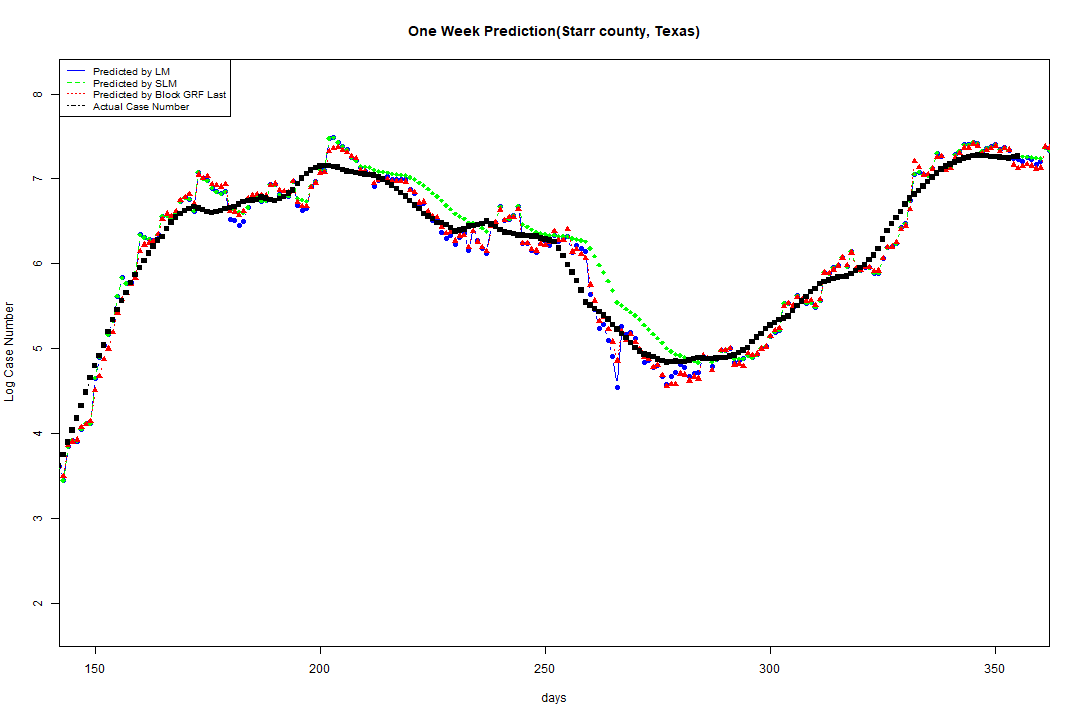 One Week Prediction(Starr county, Texas)
Predicted by LM
Predicted by SLM
Predicted by Block GRF Last
Actual Case Number
8
7
6
5
4
3
2
Log Case Number
150 200 250 300 350
days